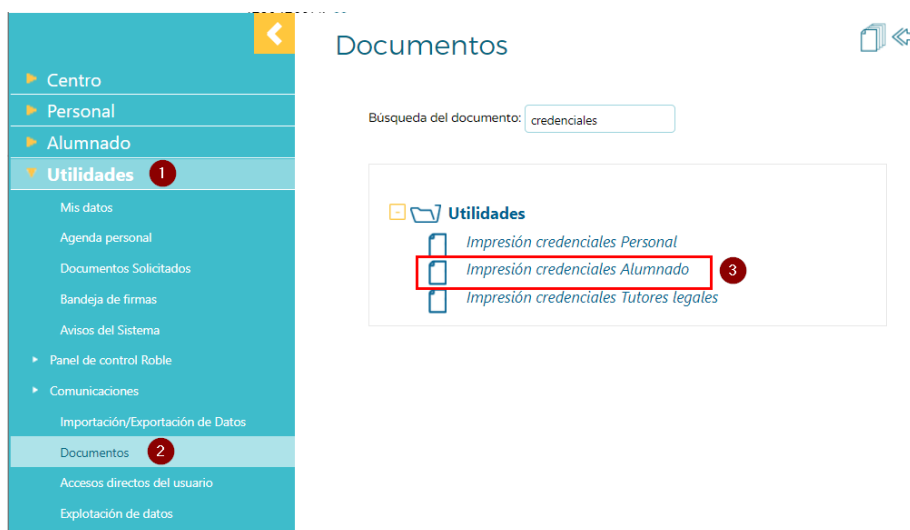 Documentos
Centro
Personal
Alumnado
Utilidades 1
Mis datos
Agenda personal
Documentos Solicitados
Bandeja de firmas
Avisos del Sistema
Panel de control Roble
Comunicaciones
Importación/Exportación de Datos
Documentos 2
Accesos directos del usuario
Explotación de datos
Búsqueda del documento: credenciales
Utilidades
Impresión credenciales Personal
Impresión credenciales Alumnado 3
Impresión credenciales Tutores legales